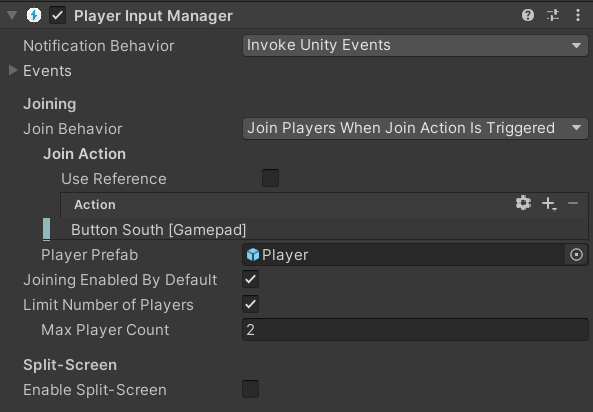 Player Input Manager
Notification Behavior Invoke Unity Events
Events
Joining
Join Behavior Join Players When Join Action Is Triggered
Join Action
Use Reference
Action
Button South [Gamepad]
Player Prefab Player
Joining Enabled By Default
Limit Number of Players
Max Player Count 2
Split-Screen
Enable Split-Screen